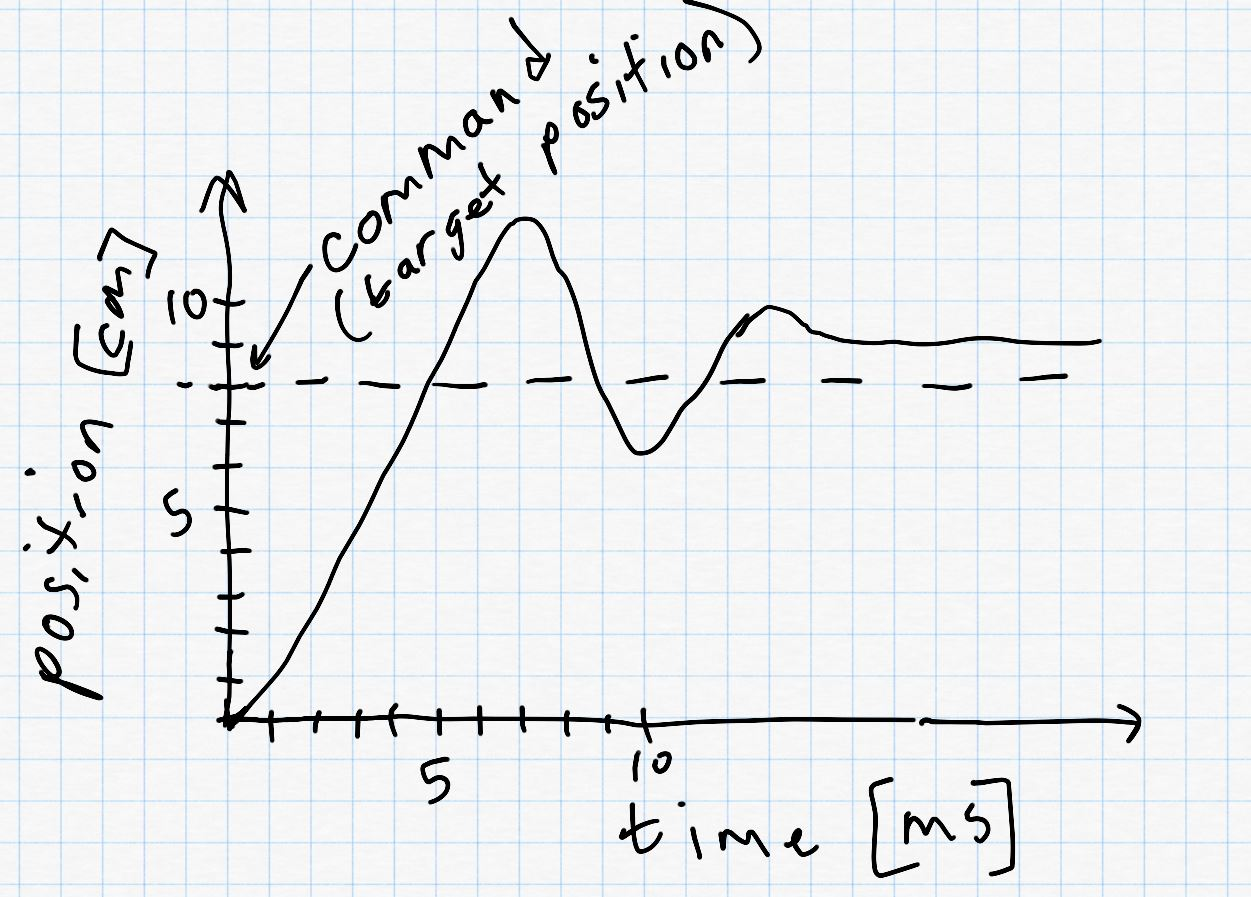 command
(target position)
position [cm]
10
5
5
10
time [ms]